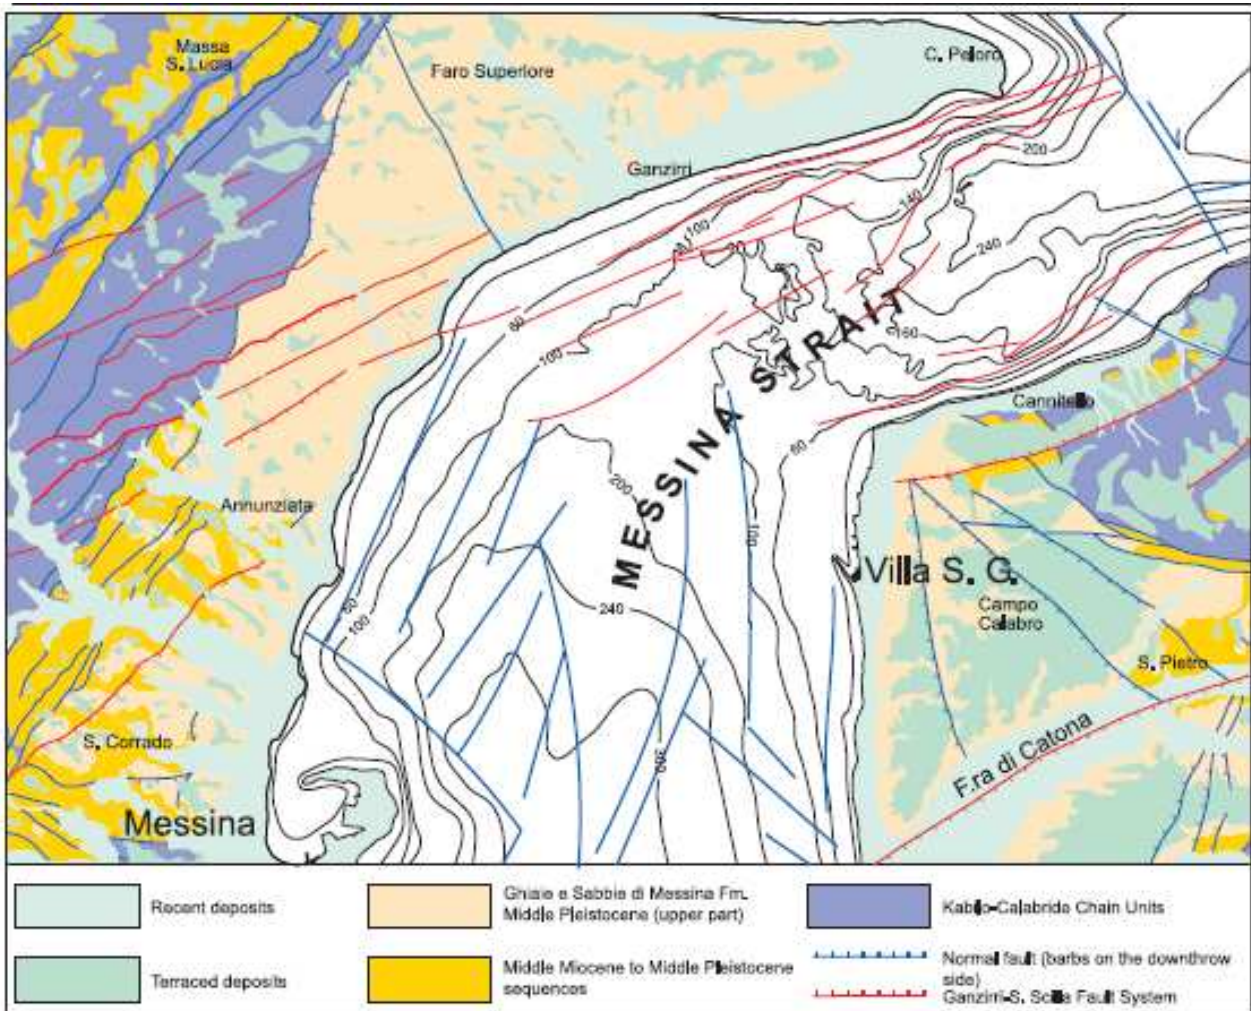 Massa
S. Lucia
Faro Superiore
C. Peloro
Ganzirri
200
140
100
240
60
160
100
MESSINA STRAIT
Cannitello
60
200
Annunziata
100
Villa S. G.
60
240
Campo
Calabro
100
S. Pietro
S. Corrado
300
F.ra di Catona
Messina
Recent deposits
Ghiaie e Sabbie di Messina Fm.
Middle Pleistocene (upper part)
Kabilo-Calabride Chain Units
Terraced deposits
Middle Miocene to Middle Pleistocene
sequences
Normal fault (barbs on the downthrow
side)
Ganzirri-S. Scilla Fault System